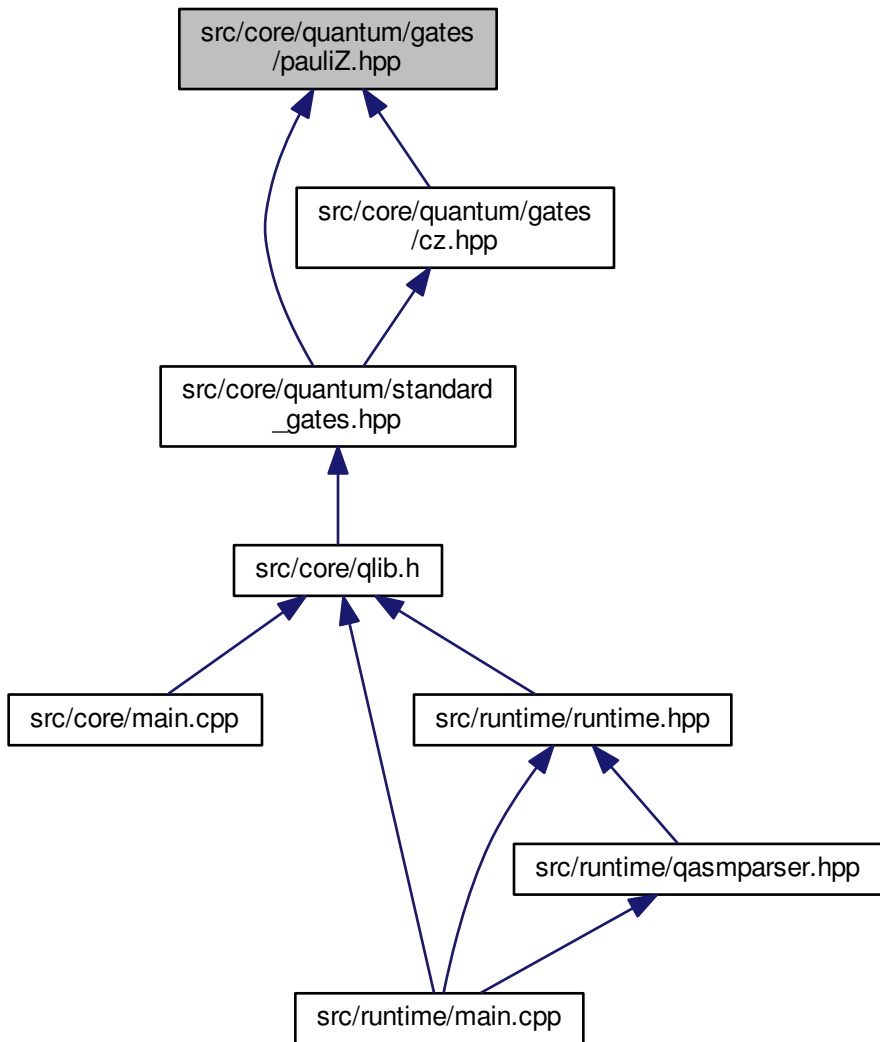 src/core/quantum/gates
/pauliZ.hpp
src/core/quantum/gates
/cz.hpp
src/core/quantum/standard
_gates.hpp
src/core/qlib.h
src/core/main.cpp
src/runtime/runtime.hpp
src/runtime/qasmparser.hpp
src/runtime/main.cpp